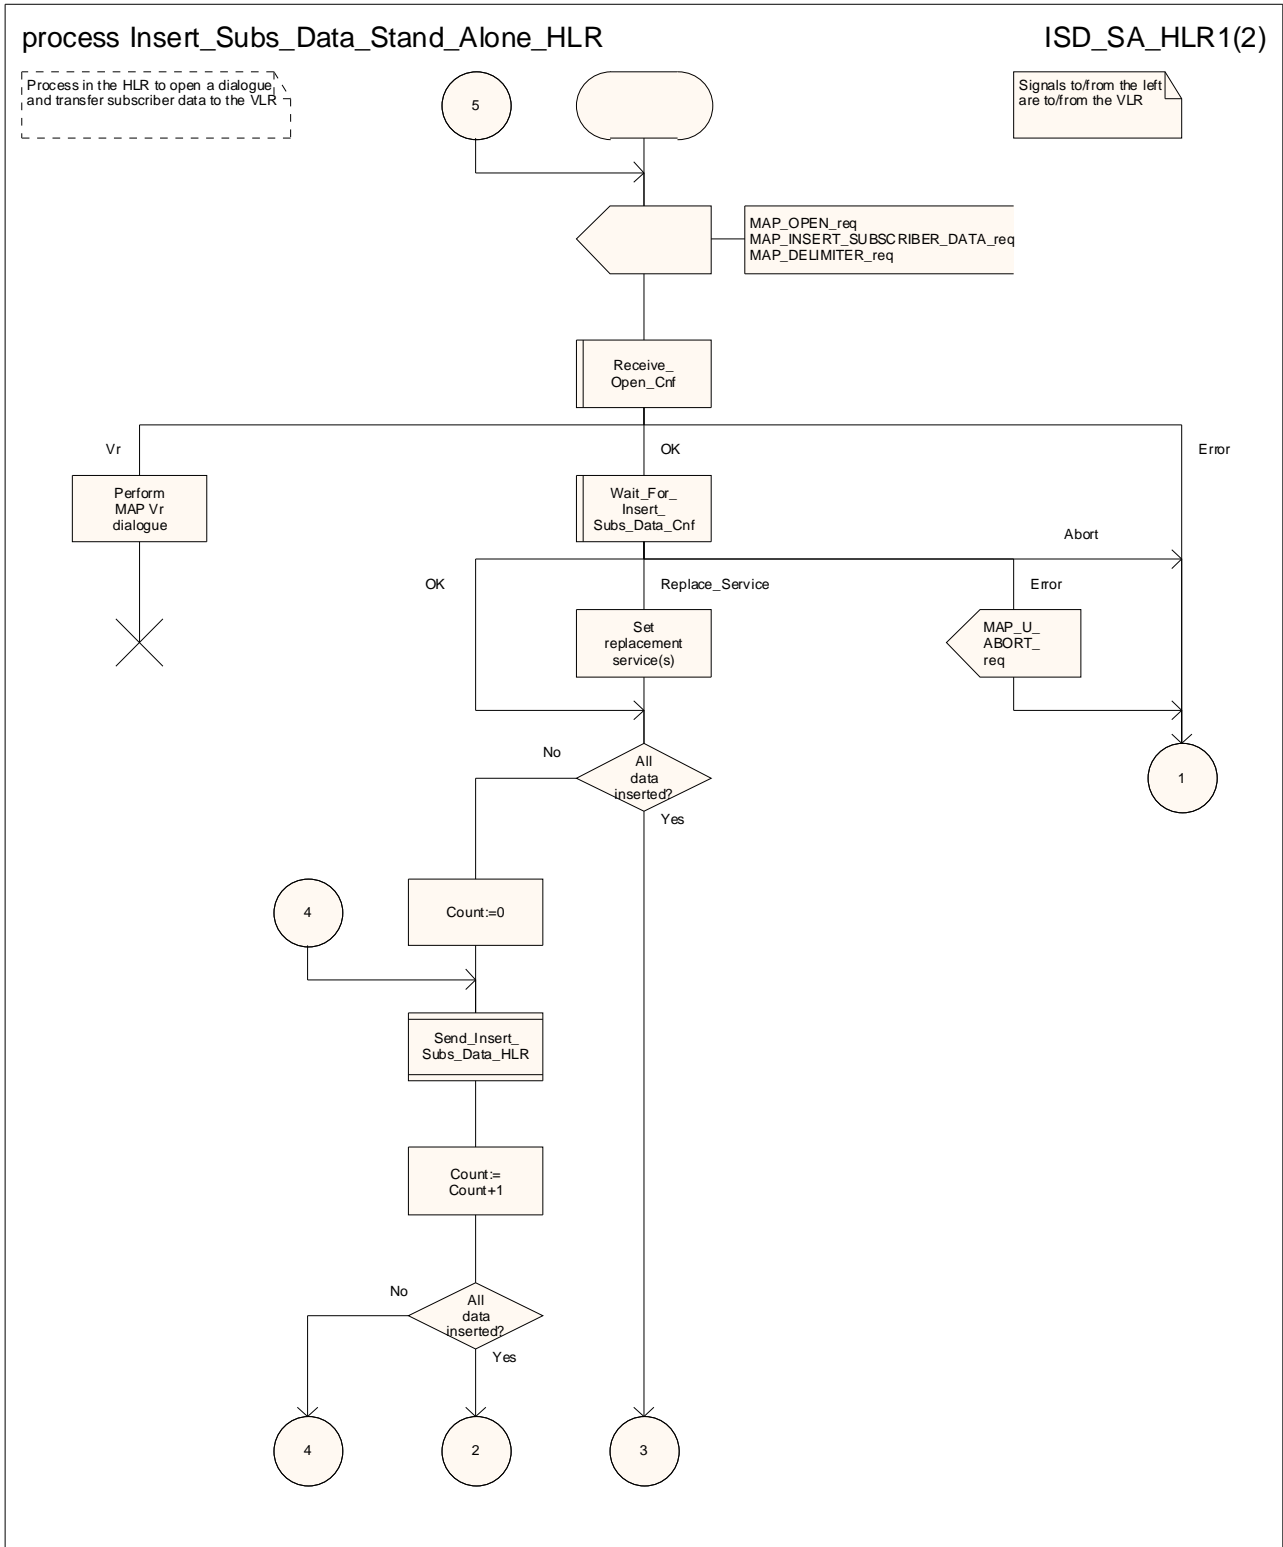 process Insert_Subs_Data_Stand_Alone_HLR
ISD_SA_HLR1(2)
Process in the HLR to open a dialogue
and transfer subscriber data to the VLR
5
Signals to/from the left
are to/from the VLR
MAP_OPEN_req
MAP_INSERT_SUBSCRIBER_DATA_req
MAP_DELIMITER_req
Receive_
Open_Cnf
Vr
OK
Error
Perform
MAP Vr
dialogue
Wait_For_
Insert_
Subs_Data_Cnf
Abort
OK
Replace_Service
Error
Set
replacement
service(s)
MAP_U_
ABORT_
req
No
All
data
inserted?
Yes
1
4
Count:=0
Send_Insert_
Subs_Data_HLR
Count:=
Count+1
No
All
data
inserted?
Yes
4
2
3